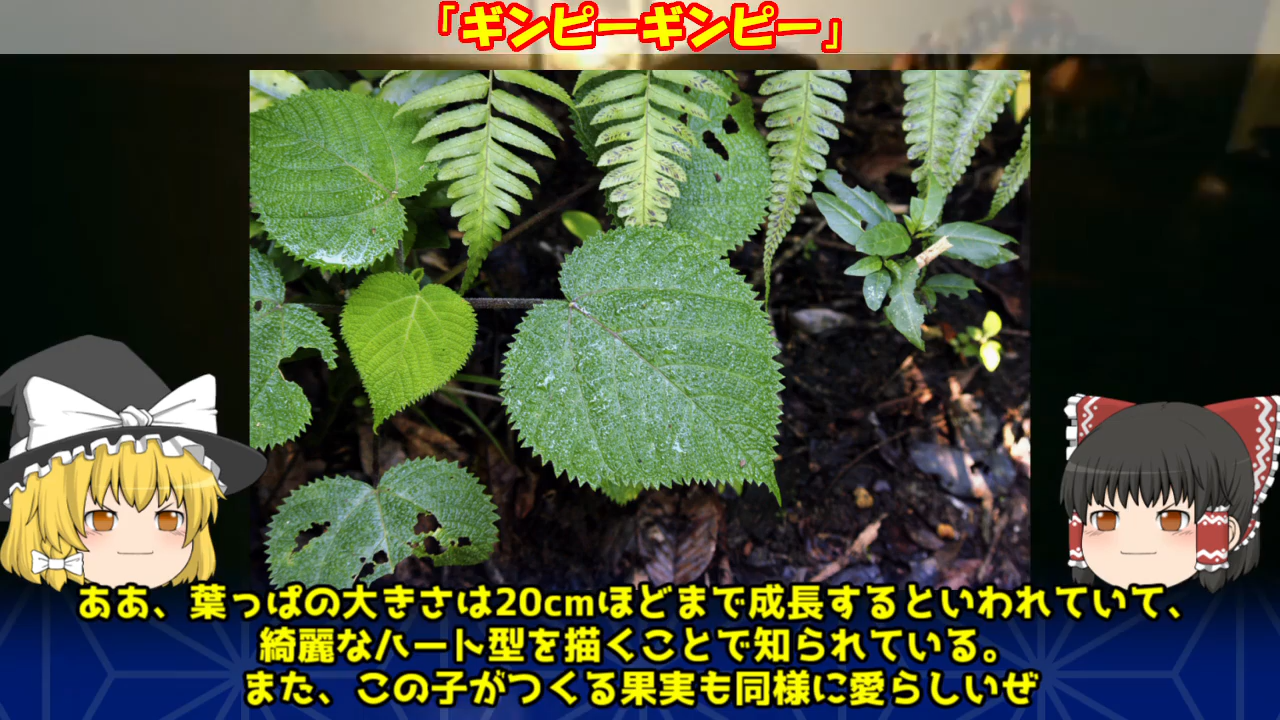 「ギンピーギンピー」
ああ、葉っぱの大きさは20cmほどまで成長するといわれていて、
綺麗なハート型を描くことで知られている。
また、この子がつくる果実も同様に愛らしいぜ